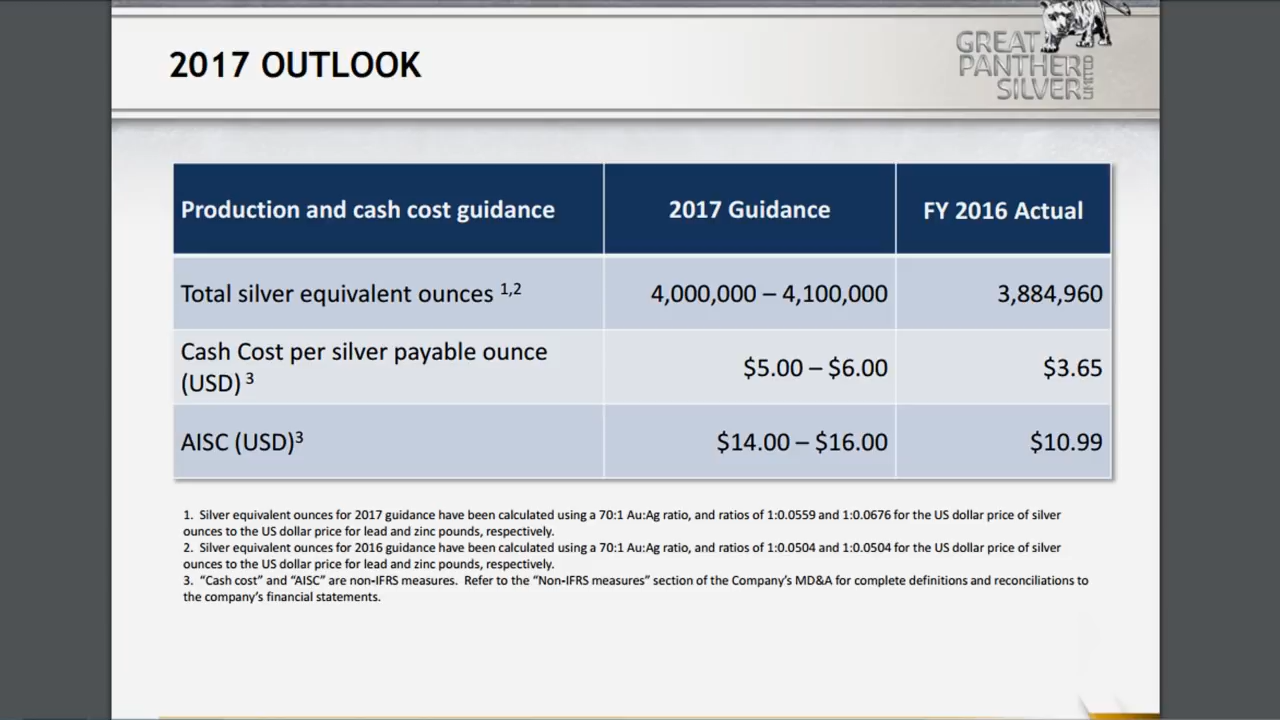 2017 OUTLOOK
GREAT
PANTHER
SILVER
LIMITED
Production and cash cost guidance
2017 Guidance
FY 2016 Actual
Total silver equivalent ounces 1,2
4,000,000 – 4,100,000
3,884,960
Cash Cost per silver payable ounce
(USD) 3
$5.00 – $6.00
$3.65
AISC (USD)3
$14.00 – $16.00
$10.99
1. Silver equivalent ounces for 2017 guidance have been calculated using a 70:1 Au:Ag ratio, and ratios of 1:0.0559 and 1:0.0676 for the US dollar price of silver
ounces to the US dollar price for lead and zinc pounds, respectively.
2. Silver equivalent ounces for 2016 guidance have been calculated using a 70:1 Au:Ag ratio, and ratios of 1:0.0504 and 1:0.0504 for the US dollar price of silver
ounces to the US dollar price for lead and zinc pounds, respectively.
3. “Cash cost” and “AISC” are non-IFRS measures. Refer to the “Non-IFRS measures” section of the Company’s MD&A for complete definitions and reconciliations to
the company’s financial statements.